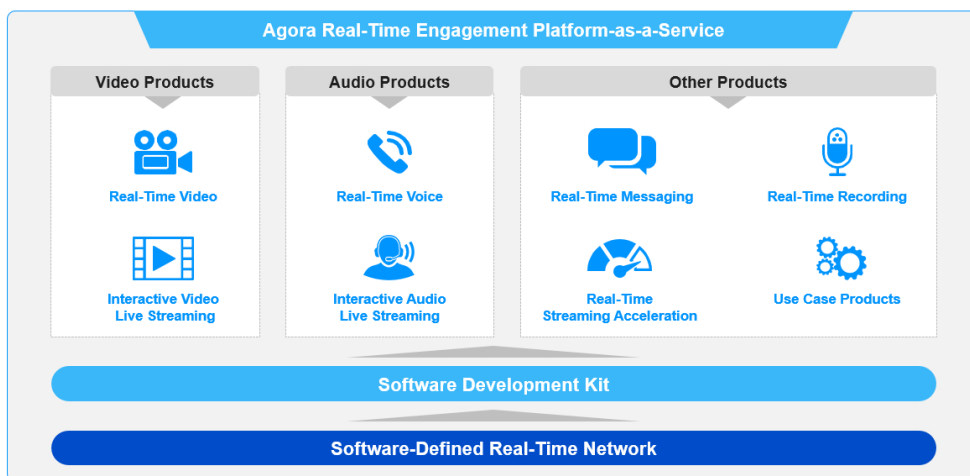 Agora Real-Time Engagement Platform-as-a-Service
Video Products
Real-Time Video
Interactive Video
Live Streaming
Audio Products
Real-Time Voice
Interactive Audio
Live Streaming
Other Products
Real-Time Messaging
Real-Time Recording
Real-Time
Streaming Acceleration
Use Case Products
Software Development Kit
Software-Defined Real-Time Network